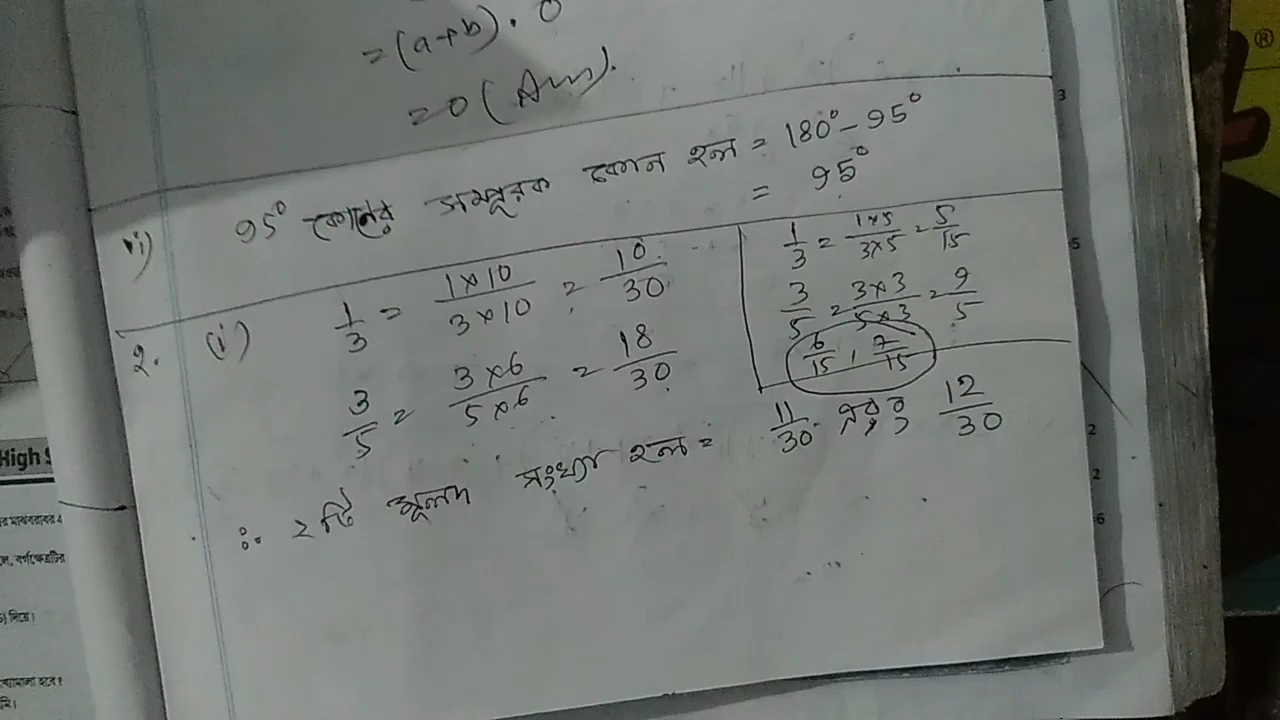 = (a+b) . 0
= 0 (Ans).
vi) 95° কোনের সম্পূরক কোন হল = 180° - 95°
= 95°
2. (i) 1/3 = 1×10/3×10 = 10/30
3/5 = 3×6/5×6 = 18/30
1/3 = 1×5/3×5 = 5/15
3/5 = 3×3/5×3 = 9/5
6/15 , 7/15
∴ ২টি মূলদ সংখ্যা হল = 11/30 এবং 12/30
High S